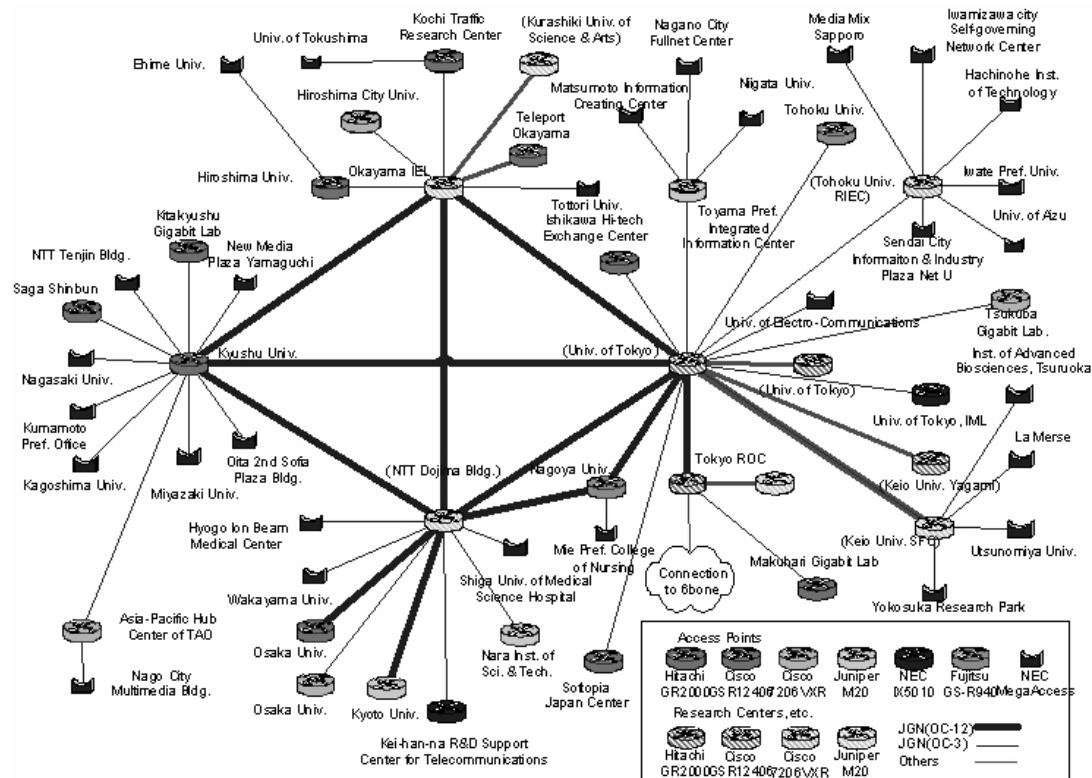 Kochi Traffic
Research Center
(Kurashiki Univ. of
Science & Arts)
Nagano City
Fullnet Center
Media Mix
Sapporo
Iwamizawa city
Selfgoverning
Network Center
Univ. of Tokushima
Ehime Univ.
Hiroshima City Univ.
Matsumoto Information
Creating Center
Niigata Univ.
Hachinohe Inst.
of Technology
Teleport
Okayama
Tohoku Univ.
Hiroshima Univ.
Okayama IEL
(Tohoku Univ.
RIEC)
Iwate Pref. Univ.
Kitakyushu
Gigabit Lab
Tottori Univ.
Ishikawa Hi-tech
Exchange Center
Toyama Pref.
Integrated
Information Center
Univ. of Aizu
NTT Tenjin Bldg.
New Media
Plaza Yamaguchi
Sendai City
Informaiton & Industry
Plaza Net U
Saga Shinbun
Univ. of Electro-Communications
Tsukuba
Gigabit Lab.
Kyushu Univ.
(Univ. of Tokyo)
Inst. of Advanced
Biosciences, Tsuruoka
Nagasaki Univ.
(Univ. of Tokyo)
Kumamoto
Pref. Office
Univ. of Tokyo, IML
La Merse
Oita 2nd Sofia
Plaza Bldg.
(NTT Dojima Bldg.)
Nagoya Univ.
Tokyo ROC
Kagoshima Univ.
Miyazaki Univ.
(Keio Univ. Yagami)
Hyogo Ion Beam
Medical Center
Mie Pref. College
of Nursing
(Keio Univ. SFC)
Utsunomiya Univ.
Makuhari Gigabit Lab
Connection
to 6bone
Shiga Univ. of Medical
Science Hospital
Wakayama Univ.
Yokosuka Research Park
Asia-Pacific Hub
Center of TAO
Osaka Univ.
Nara Inst. of
Sci. & Tech.
Nago City
Multimedia Bldg.
Osaka Univ.
Kyoto Univ.
Softopia
Japan Center
Kei-han-na R&D Support
Center for Telecommunications
Access Points
Hitachi Cisco Cisco Juniper NEC Fujitsu NEC
GR2000 GSR12406 7206VXR M20 IX5010 GS-R940 MegaAccess
Research Centers, etc.
JGN(OC-12)
JGN(OC-3)
Others
Hitachi Cisco Cisco Juniper
GR2000 GSR12406 7206VXR M20